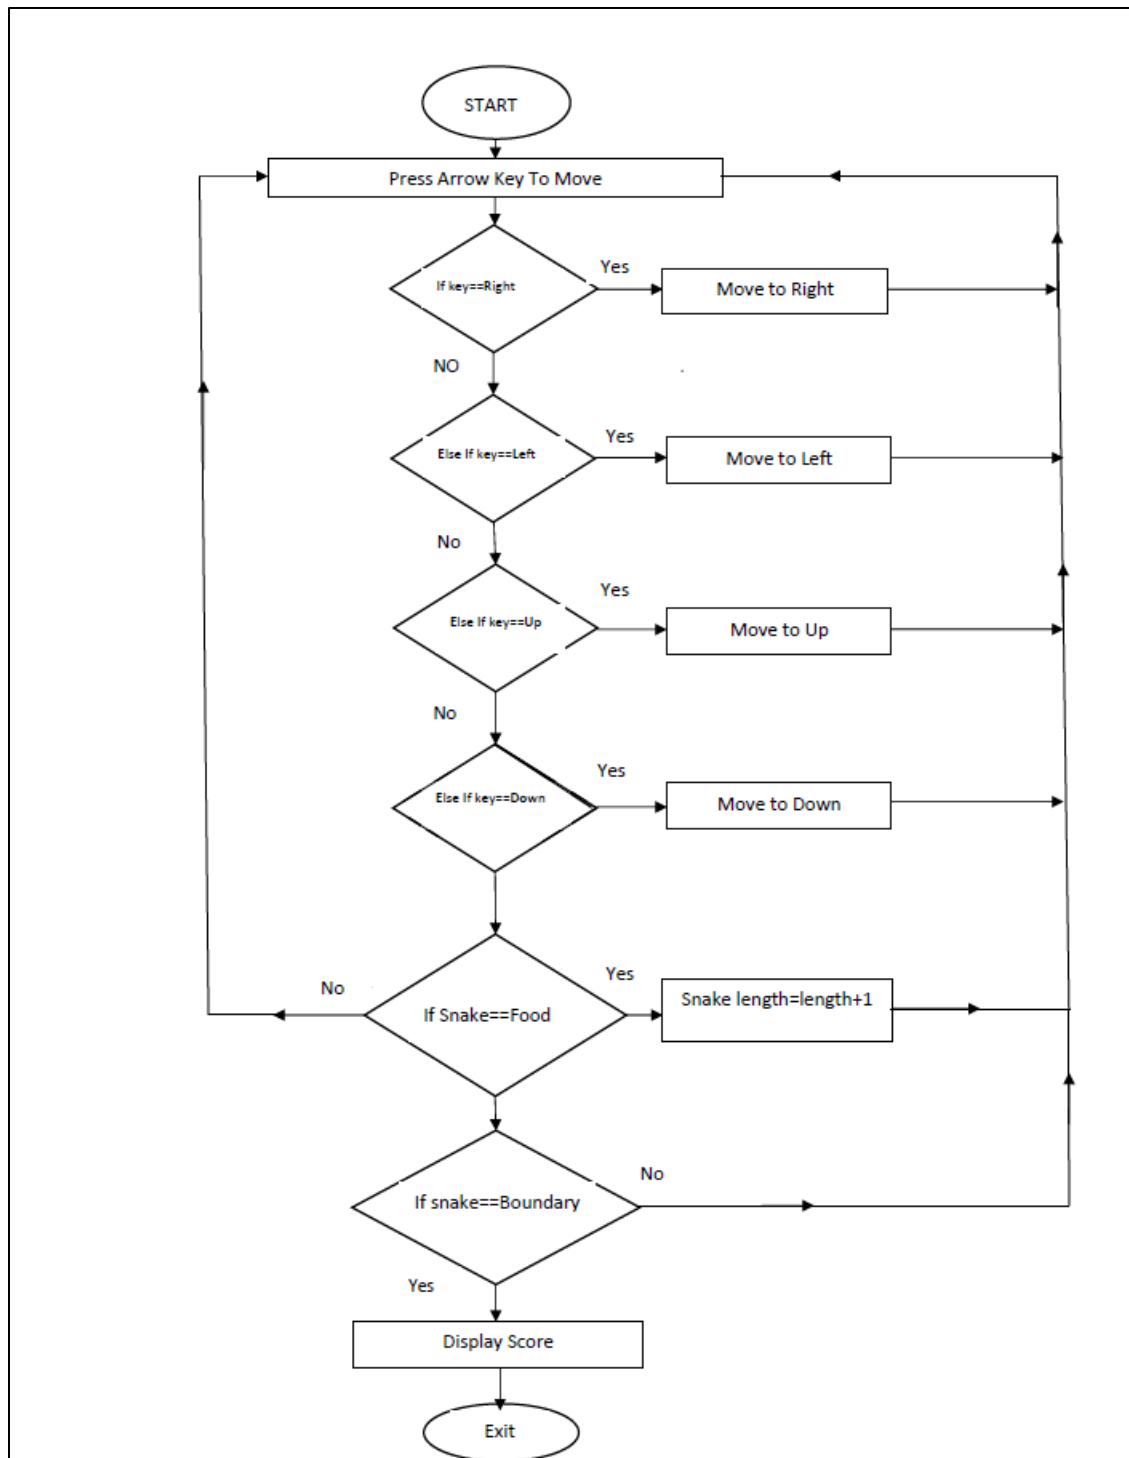 START
Press Arrow Key To Move
If key==Right
Yes
Move to Right
NO
Else If key==Left
Yes
Move to Left
No
Else If key==Up
Yes
Move to Up
No
Else If key==Down
Yes
Move to Down
No
If Snake==Food
Yes
Snake length=length+1
If snake==Boundary
No
Yes
Display Score
Exit